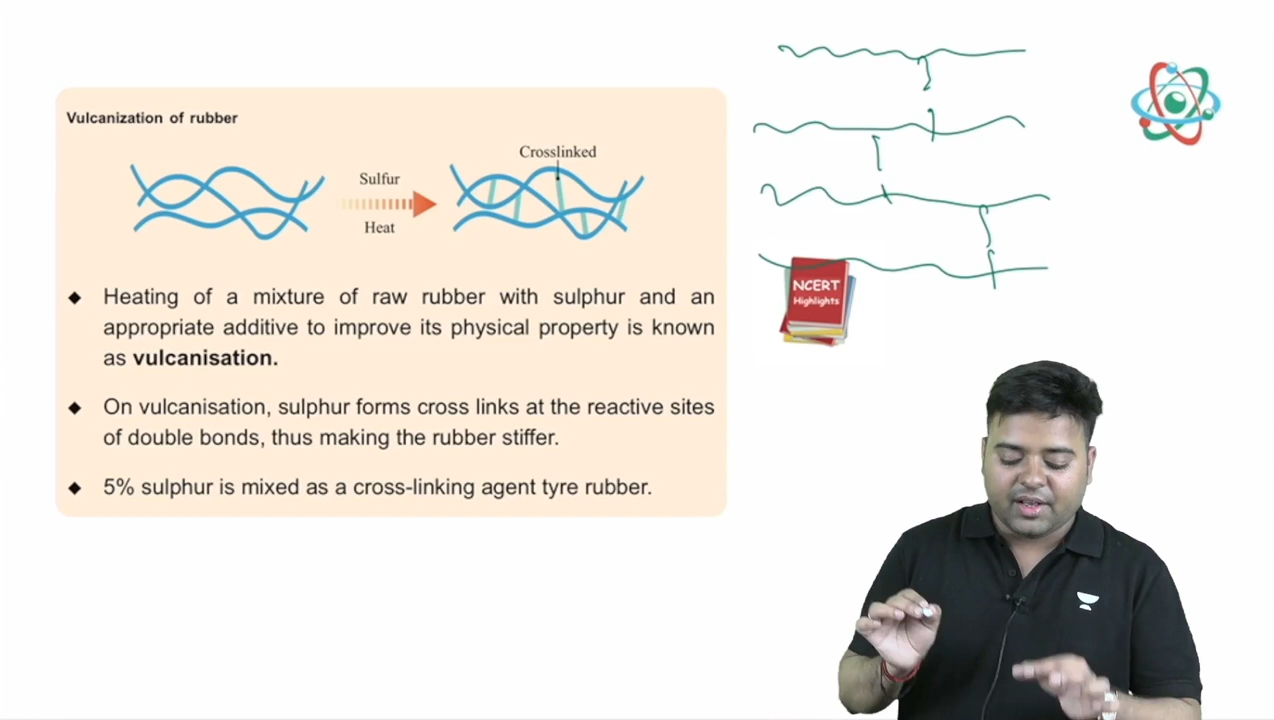 Vulcanization of rubber
Crosslinked
Sulfur
Heat
◆ Heating of a mixture of raw rubber with sulphur and an
appropriate additive to improve its physical property is known
as vulcanisation.
◆ On vulcanisation, sulphur forms cross links at the reactive sites
of double bonds, thus making the rubber stiffer.
◆ 5% sulphur is mixed as a cross-linking agent tyre rubber.
NCERT
Highlights